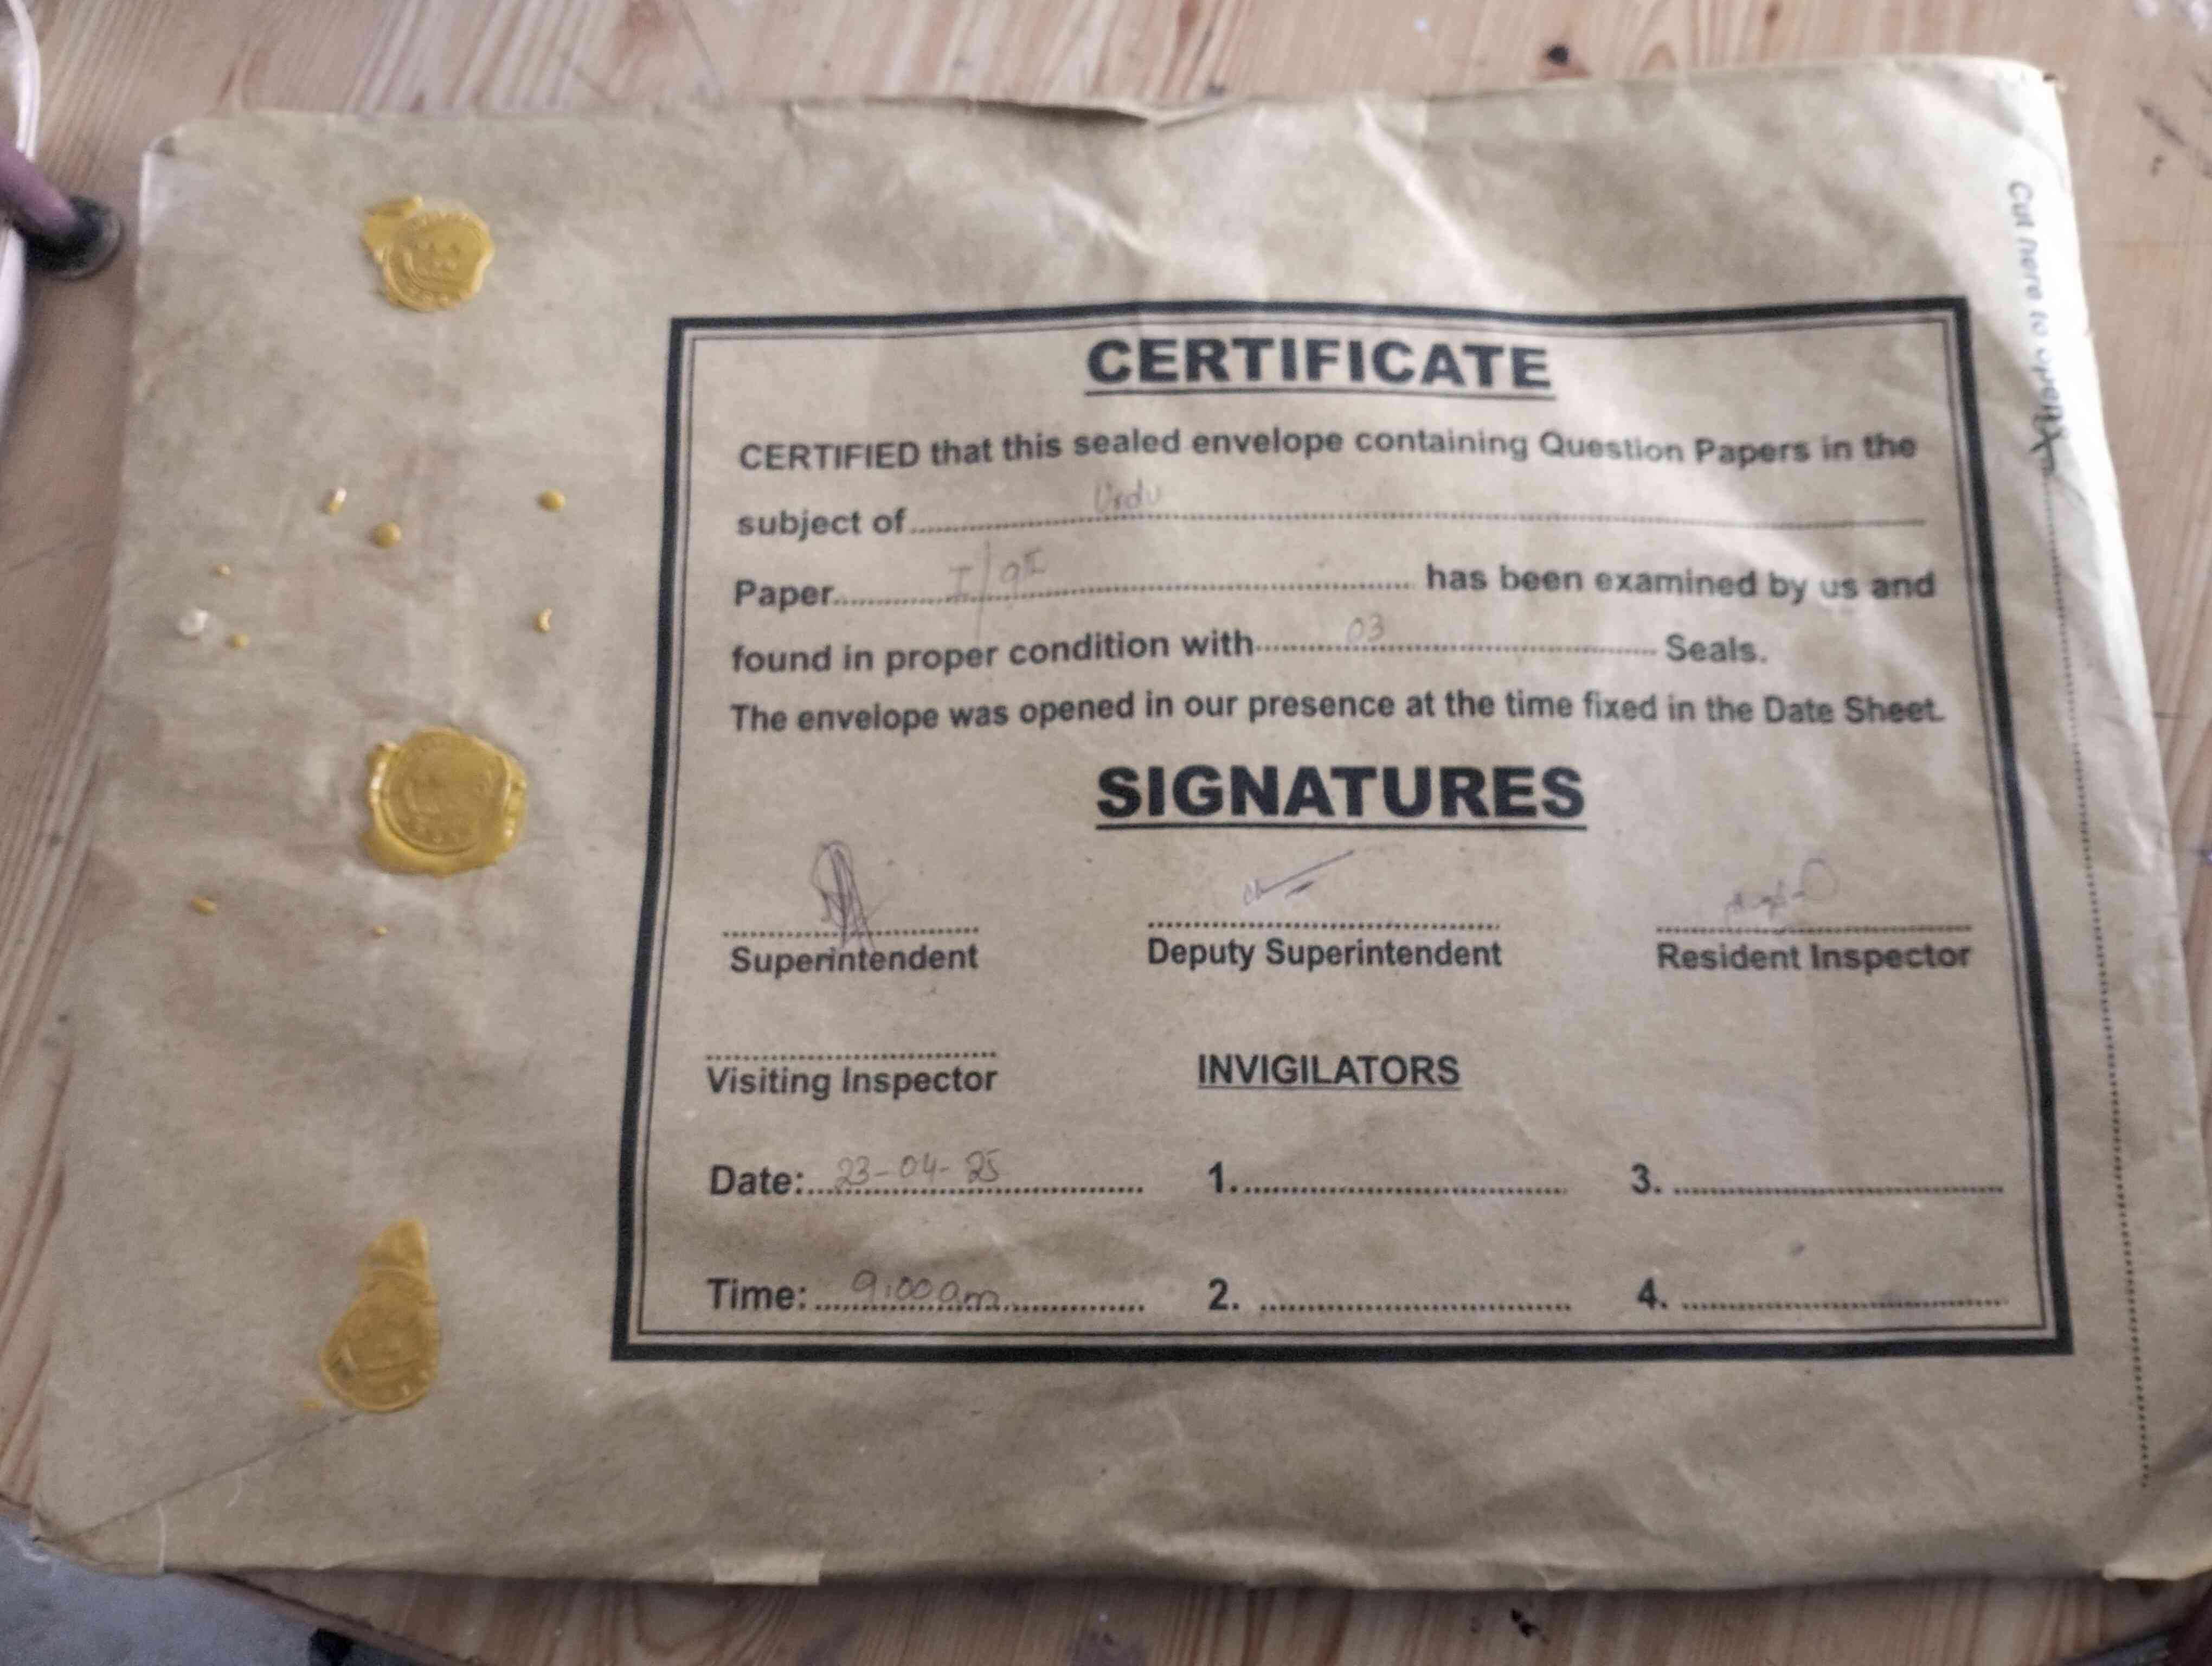 CERTIFICATE
CERTIFIED that this sealed envelope containing Question Papers in the
subject of.......Urdu.......
Paper.......I/9I....... has been examined by us and
found in proper condition with.......03....... Seals.
The envelope was opened in our presence at the time fixed in the Date Sheet.
SIGNATURES
Superintendent Deputy Superintendent Resident Inspector
Visiting Inspector INVIGILATORS
Date:...23-04-25....... 1........ 3. .......
Time:...9:00am....... 2. ....... 4. .......
Cut here to open